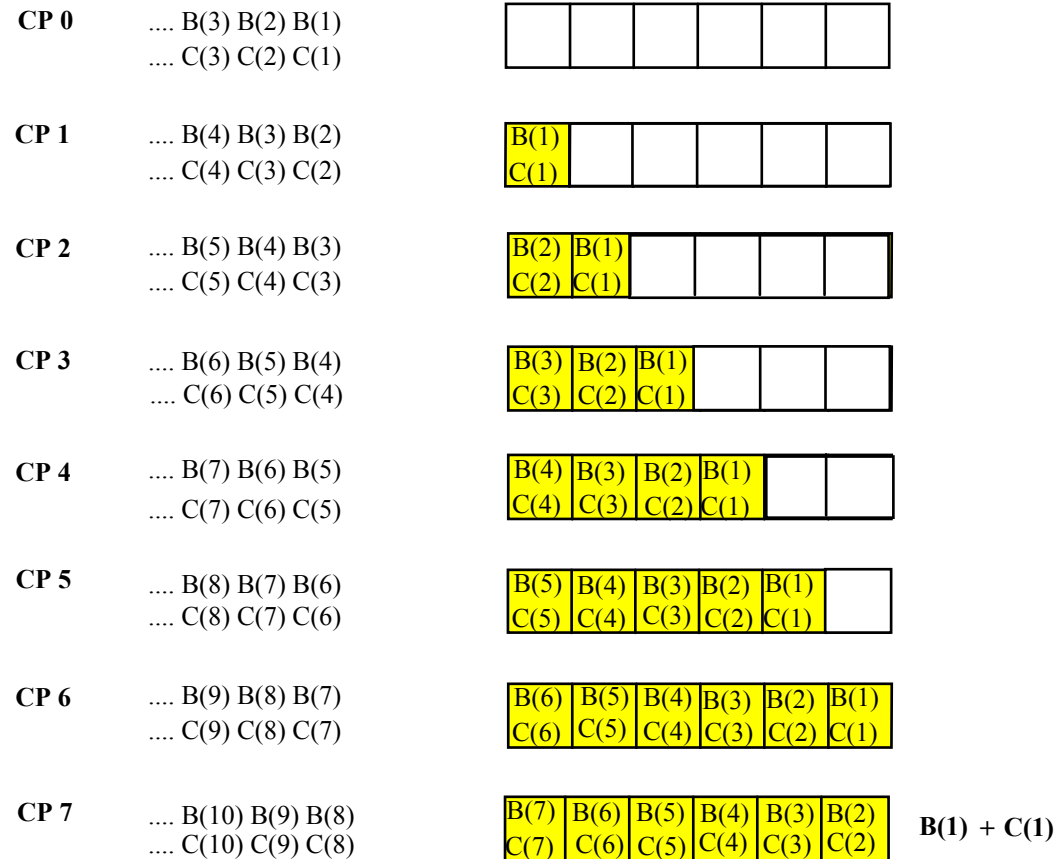 CP 0 .... B(3) B(2) B(1)
.... C(3) C(2) C(1)
CP 1 .... B(4) B(3) B(2) B(1)
.... C(4) C(3) C(2) C(1)
CP 2 .... B(5) B(4) B(3) B(2) B(1)
.... C(5) C(4) C(3) C(2) C(1)
CP 3 .... B(6) B(5) B(4) B(3) B(2) B(1)
.... C(6) C(5) C(4) C(3) C(2) C(1)
CP 4 .... B(7) B(6) B(5) B(4) B(3) B(2) B(1)
.... C(7) C(6) C(5) C(4) C(3) C(2) C(1)
CP 5 .... B(8) B(7) B(6) B(5) B(4) B(3) B(2) B(1)
.... C(8) C(7) C(6) C(5) C(4) C(3) C(2) C(1)
CP 6 .... B(9) B(8) B(7) B(6) B(5) B(4) B(3) B(2) B(1)
.... C(9) C(8) C(7) C(6) C(5) C(4) C(3) C(2) C(1)
CP 7 .... B(10) B(9) B(8) B(7) B(6) B(5) B(4) B(3) B(2) B(1) + C(1)
.... C(10) C(9) C(8) C(7) C(6) C(5) C(4) C(3) C(2)